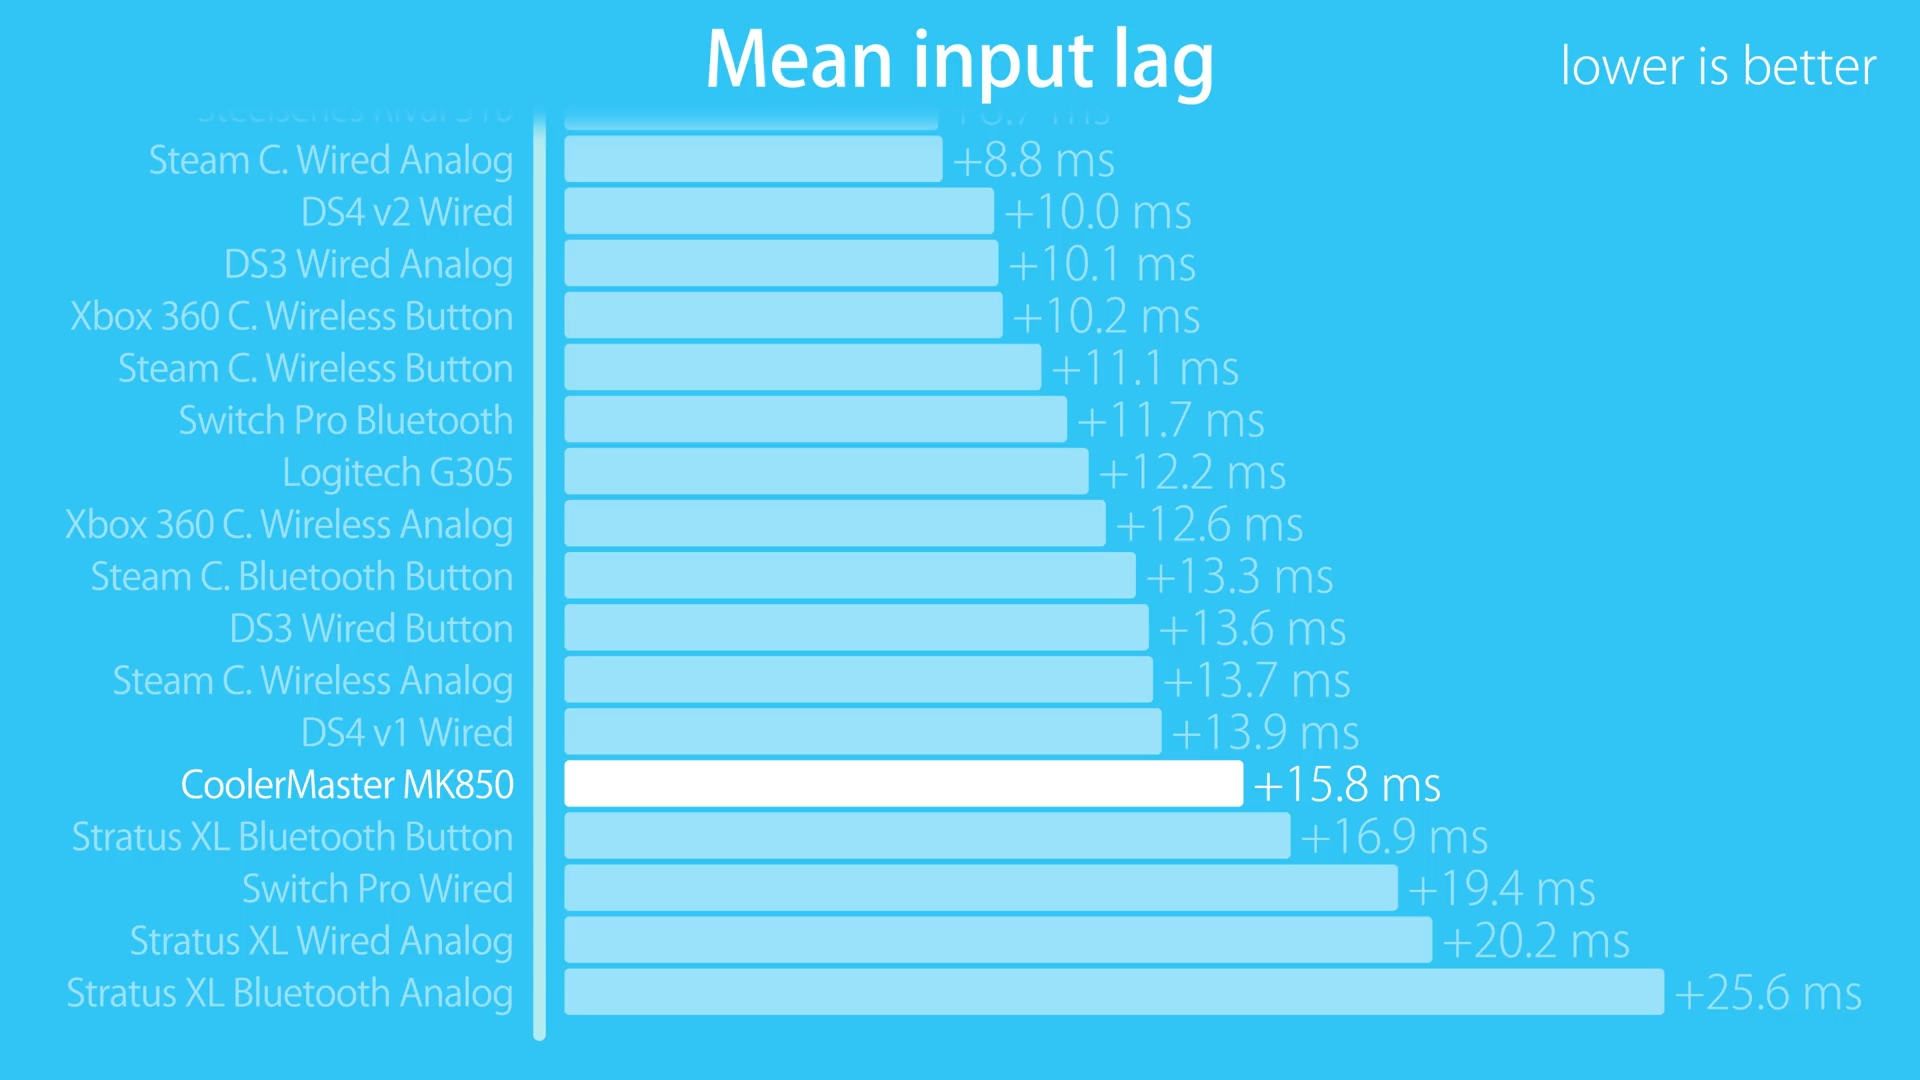 Mean input lag
lower is better
Steam C. Wired Analog +8.8 ms
DS4 v2 Wired +10.0 ms
DS3 Wired Analog +10.1 ms
Xbox 360 C. Wireless Button +10.2 ms
Steam C. Wireless Button +11.1 ms
Switch Pro Bluetooth +11.7 ms
Logitech G305 +12.2 ms
Xbox 360 C. Wireless Analog +12.6 ms
Steam C. Bluetooth Button +13.3 ms
DS3 Wired Button +13.6 ms
Steam C. Wireless Analog +13.7 ms
DS4 v1 Wired +13.9 ms
CoolerMaster MK850 +15.8 ms
Stratus XL Bluetooth Button +16.9 ms
Switch Pro Wired +19.4 ms
Stratus XL Wired Analog +20.2 ms
Stratus XL Bluetooth Analog +25.6 ms